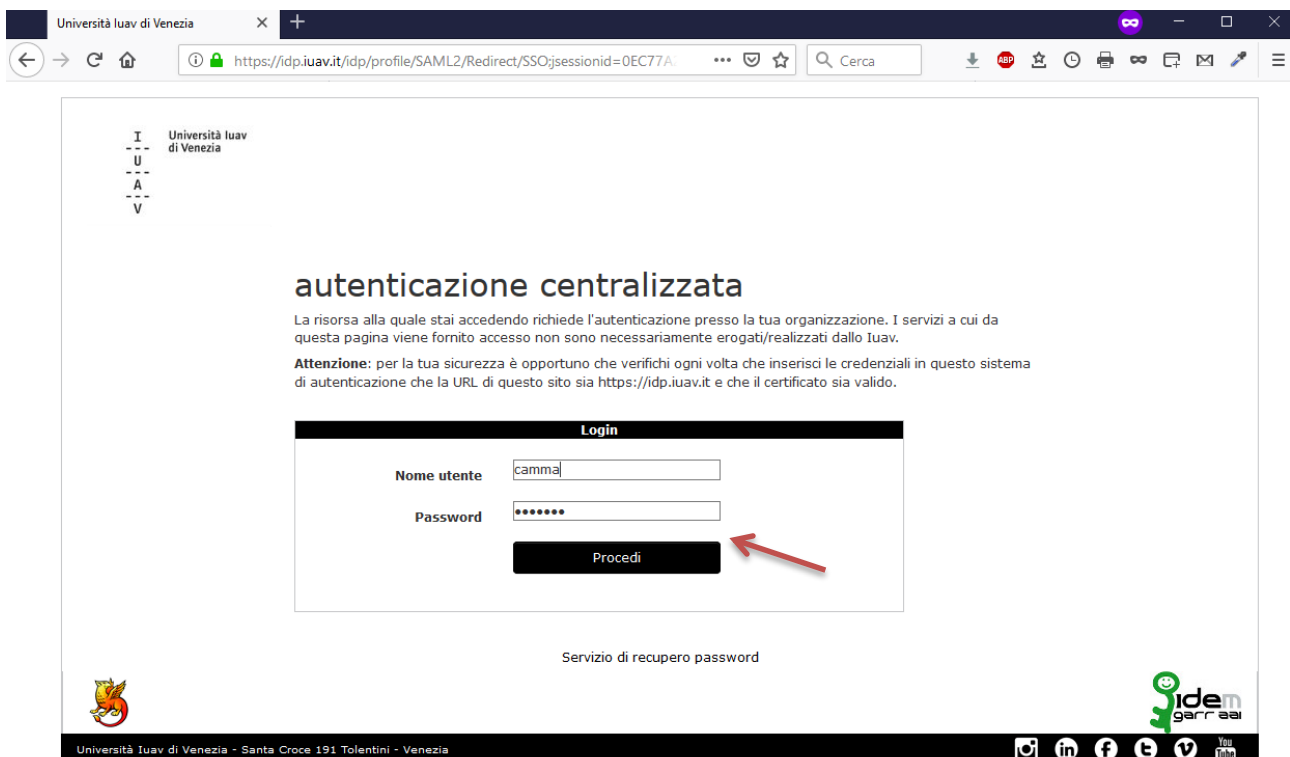 Università Iuav di Venezia
https://idp.iuav.it/idp/profile/SAML2/Redirect/SSO;jsessionid=0EC77A
Cerca
ABP
I
U
A
V
Università Iuav
di Venezia
autenticazione centralizzata
La risorsa alla quale stai accedendo richiede l'autenticazione presso la tua organizzazione. I servizi a cui da
questa pagina viene fornito accesso non sono necessariamente erogati/realizzati dallo Iuav.
Attenzione: per la tua sicurezza è opportuno che verifichi ogni volta che inserisci le credenziali in questo sistema
di autenticazione che la URL di questo sito sia https://idp.iuav.it e che il certificato sia valido.
Login
Nome utente
camma
Password
•••••••
Procedi
Servizio di recupero password
idem
garr aai
Università Iuav di Venezia - Santa Croce 191 Tolentini - Venezia
You
Tube